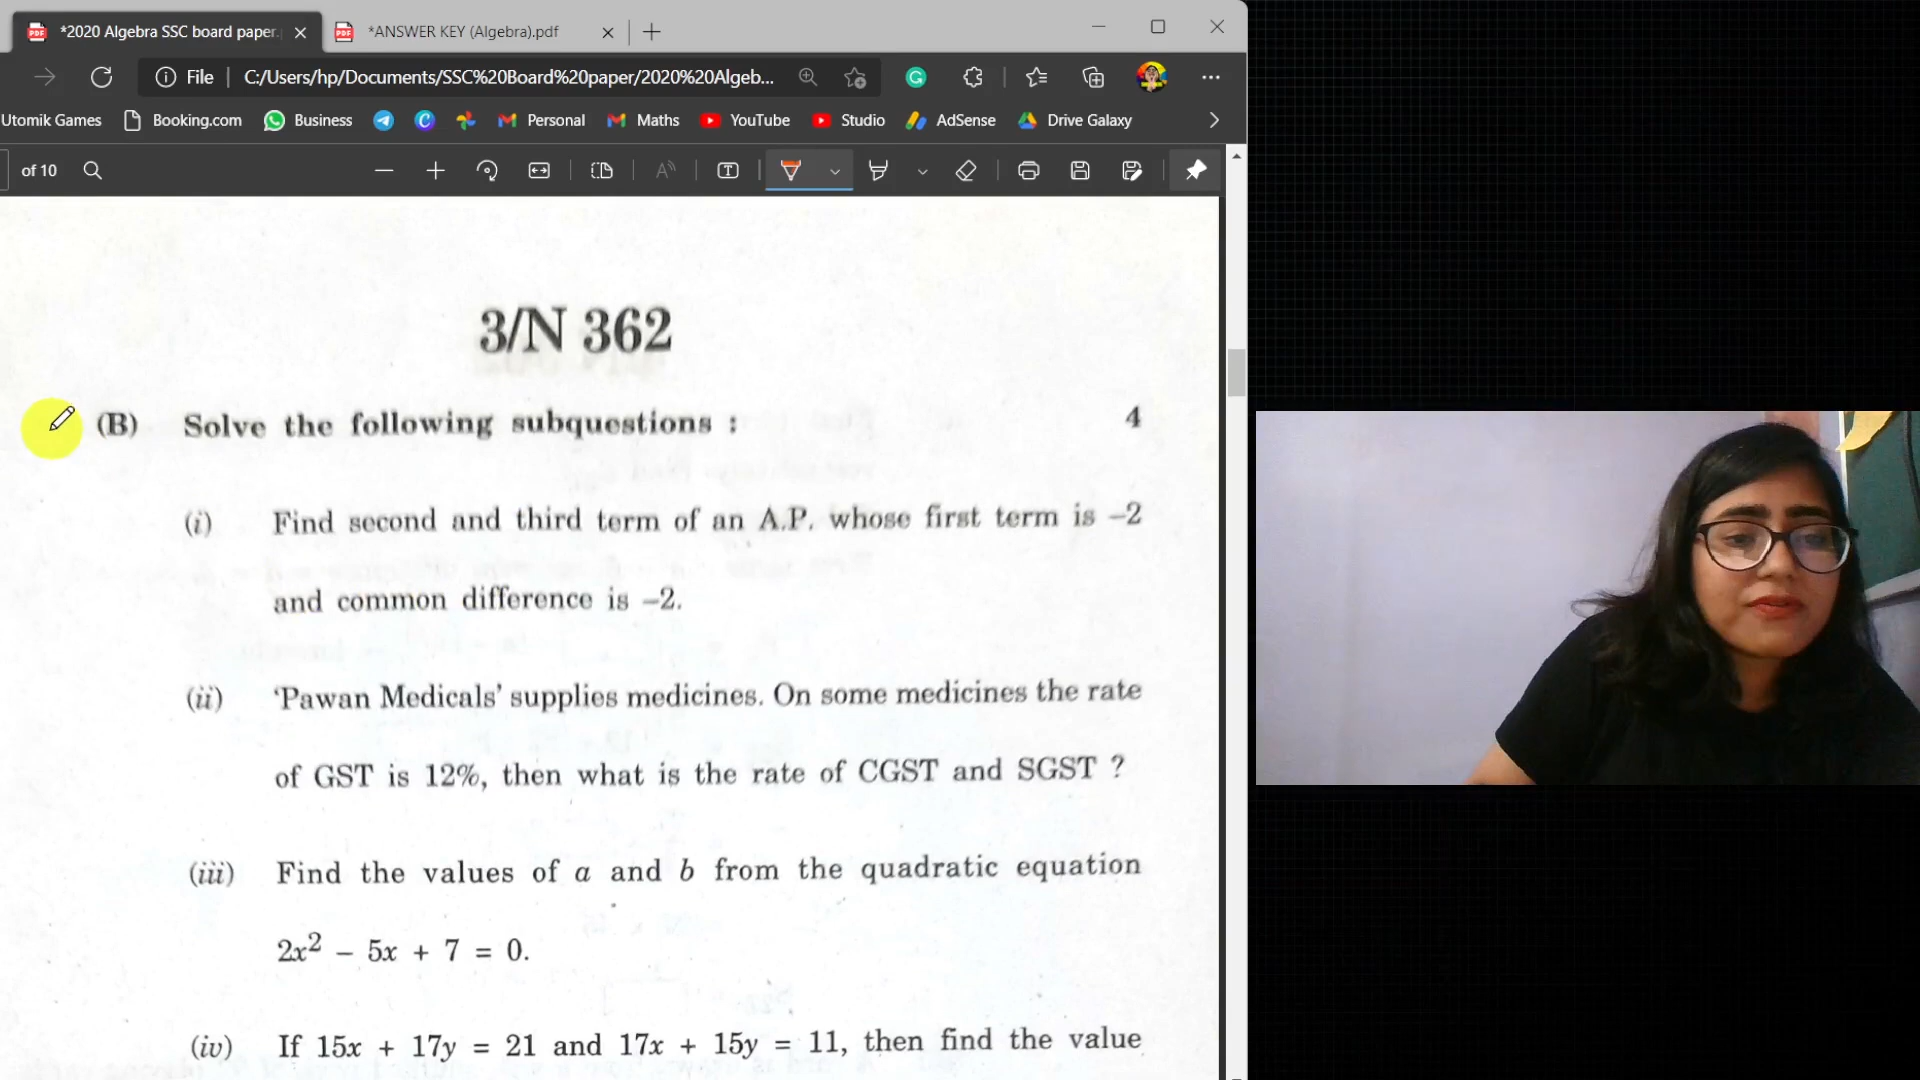 *2020 Algebra SSC board paper.
*ANSWER KEY (Algebra).pdf
File
C:/Users/hp/Documents/SSC%20Board%20paper/2020%20Algeb...
Utomik Games
Booking.com
Business
Personal
Maths
YouTube
Studio
AdSense
Drive Galaxy
of 10
3/N 362
(B) Solve the following subquestions : 4
(i) Find second and third term of an A.P. whose first term is –2
and common difference is –2.
(ii) ‘Pawan Medicals’ supplies medicines. On some medicines the rate
of GST is 12%, then what is the rate of CGST and SGST ?
(iii) Find the values of a and b from the quadratic equation
2x² – 5x + 7 = 0.
(iv) If 15x + 17y = 21 and 17x + 15y = 11, then find the value